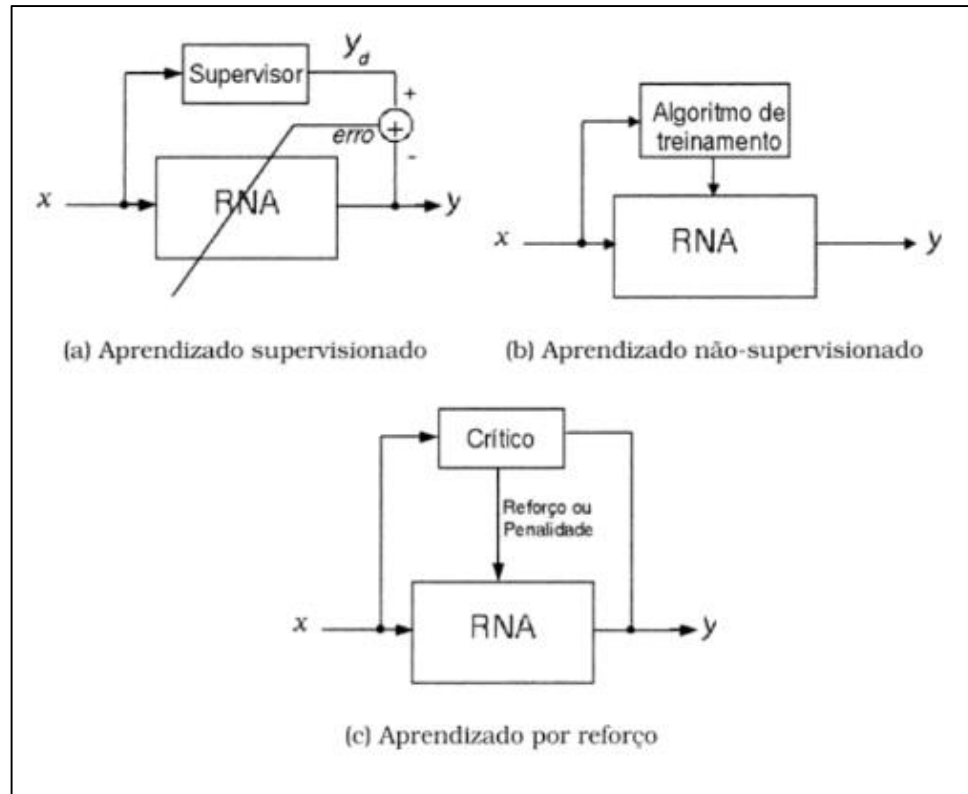 Supervisor
y_d
+
erro
+
-
x
RNA
y
(a) Aprendizado supervisionado
Algoritmo de
treinamento
x
RNA
y
(b) Aprendizado não-supervisionado
Crítico
Reforço ou
Penalidade
x
RNA
y
(c) Aprendizado por reforço